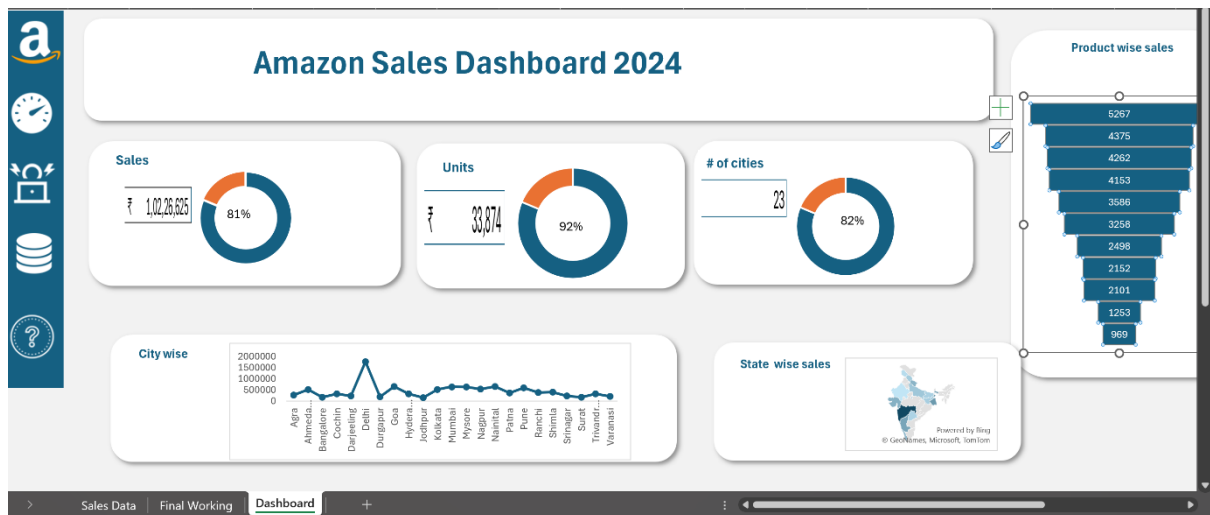 a
Amazon Sales Dashboard 2024
Product wise sales
5267
4375
4262
4153
3586
3258
2498
2152
2101
1253
969
Sales
₹ 1,02,26,625
81%
Units
₹ 33,874
92%
# of cities
23
82%
?
City wise
2000000
1500000
1000000
500000
0
Agra
Ahmeda...
Bangalore
Cochin
Darjeeling
Delhi
Durgapur
Goa
Hydera...
Jodhpur
Kolkata
Mumbai
Mysore
Nagpur
Nainital
Patna
Pune
Ranchi
Shimla
Srinagar
Surat
Trivandr...
Varanasi
State wise sales
Powered by Bing
© GeoNames, Microsoft, TomTom
Sales Data
Final Working
Dashboard